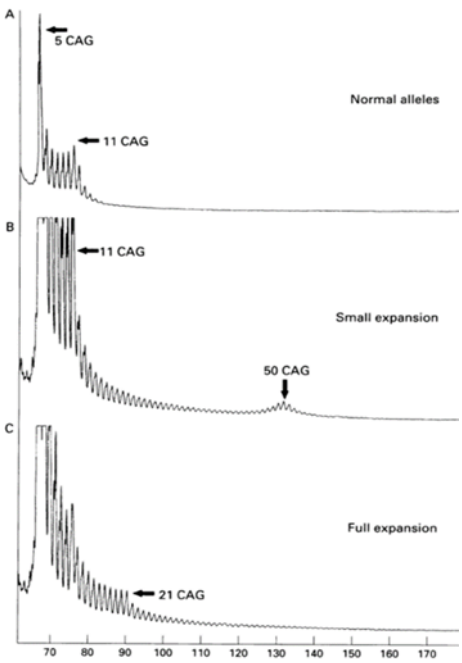 A
5 CAG
Normal alleles
11 CAG
B
11 CAG
Small expansion
50 CAG
C
Full expansion
21 CAG
70 80 90 100 110 120 130 140 150 160 170